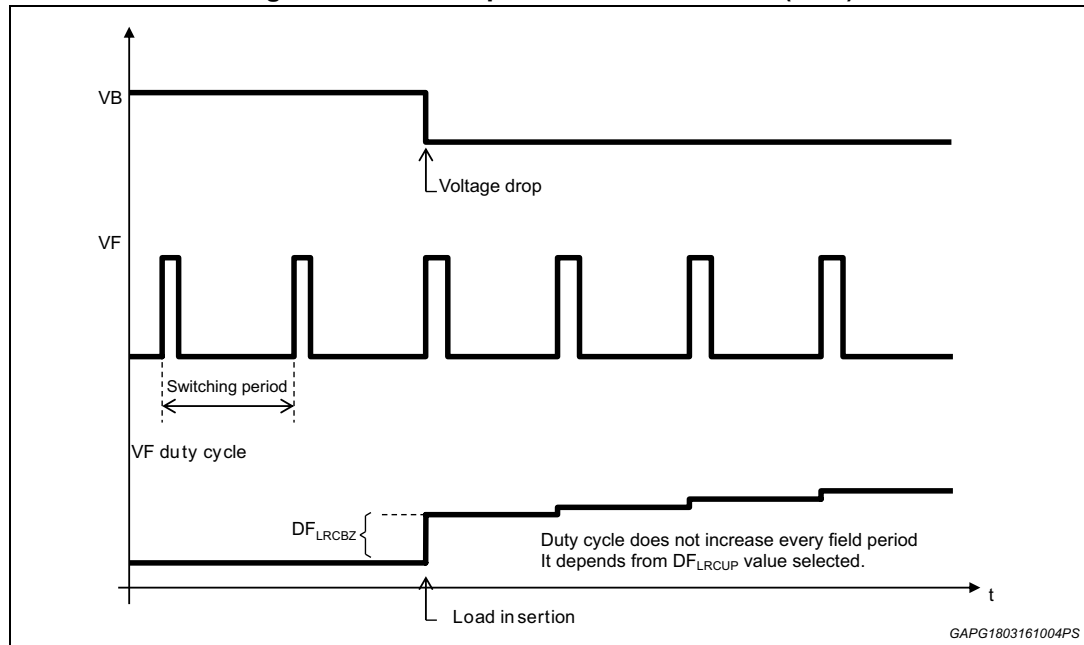 VB
Voltage drop
VF
Switching period
VF duty cycle
DFLRCBZ
Duty cycle does not increase every field period
It depends from DFLRCUP value selected.
t
Load insertion
GAPG1803161004PS